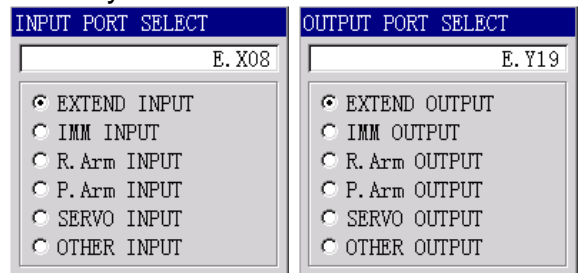 INPUT PORT SELECT
E.X08
EXTEND INPUT
IMM INPUT
R.Arm INPUT
P.Arm INPUT
SERVO INPUT
OTHER INPUT
OUTPUT PORT SELECT
E.Y19
EXTEND OUTPUT
IMM OUTPUT
R.Arm OUTPUT
P.Arm OUTPUT
SERVO OUTPUT
OTHER OUTPUT